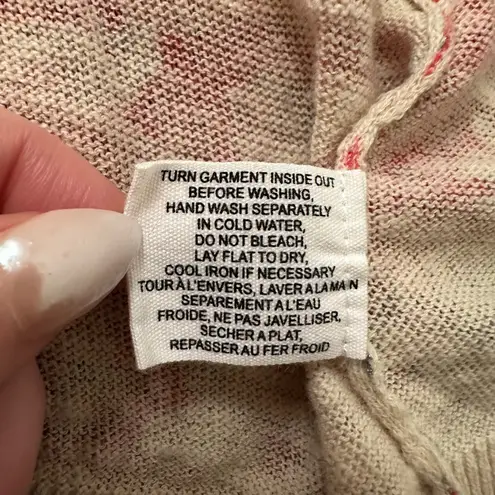 TURN GARMENT INSIDE OUT
BEFORE WASHING,
HAND WASH SEPARATELY
IN COLD WATER,
DO NOT BLEACH,
LAY FLAT TO DRY,
COOL IRON IF NECESSARY
TOUR À L'ENVERS, LAVER A LA MAIN
SEPAREMENT A L'EAU
FROIDE, NE PAS JAVELLISER,
SECHER A PLAT,
REPASSER AU FER FROID